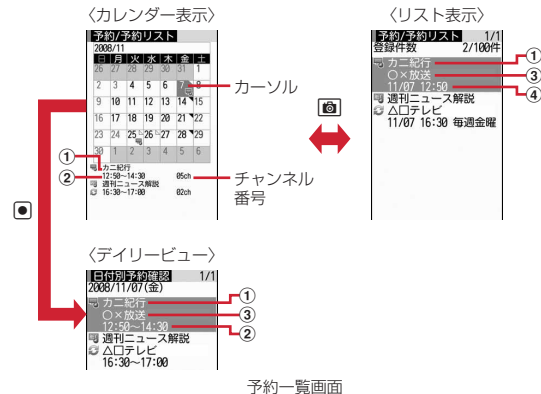 〈カレンダー表示〉
予約/予約リスト
2008/11
日 月 火 水 木 金 土
26 27 28 29 30 31 1
2 3 4 5 6 7 8
9 10 11 12 13 14 15
16 17 18 19 20 21 22
23 24 25 26 27 28 29
30 1 2 3 4 5 6
カーソル
① カニ紀行
② 12:50~14:30 05ch
週刊ニュース解説
16:30~17:00 02ch
チャンネル
番号
〈リスト表示〉
予約/予約リスト 1/1
登録件数 2/100件
カニ紀行 ①
○×放送 ③
11/07 12:50 ④
週刊ニュース解説
△□テレビ
11/07 16:30 毎週金曜
〈デイリービュー〉
日付別予約確認 1/1
2008/11/07(金)
カニ紀行 ①
○×放送 ③
12:50~14:30 ②
週刊ニュース解説
△□テレビ
16:30~17:00
予約一覧画面